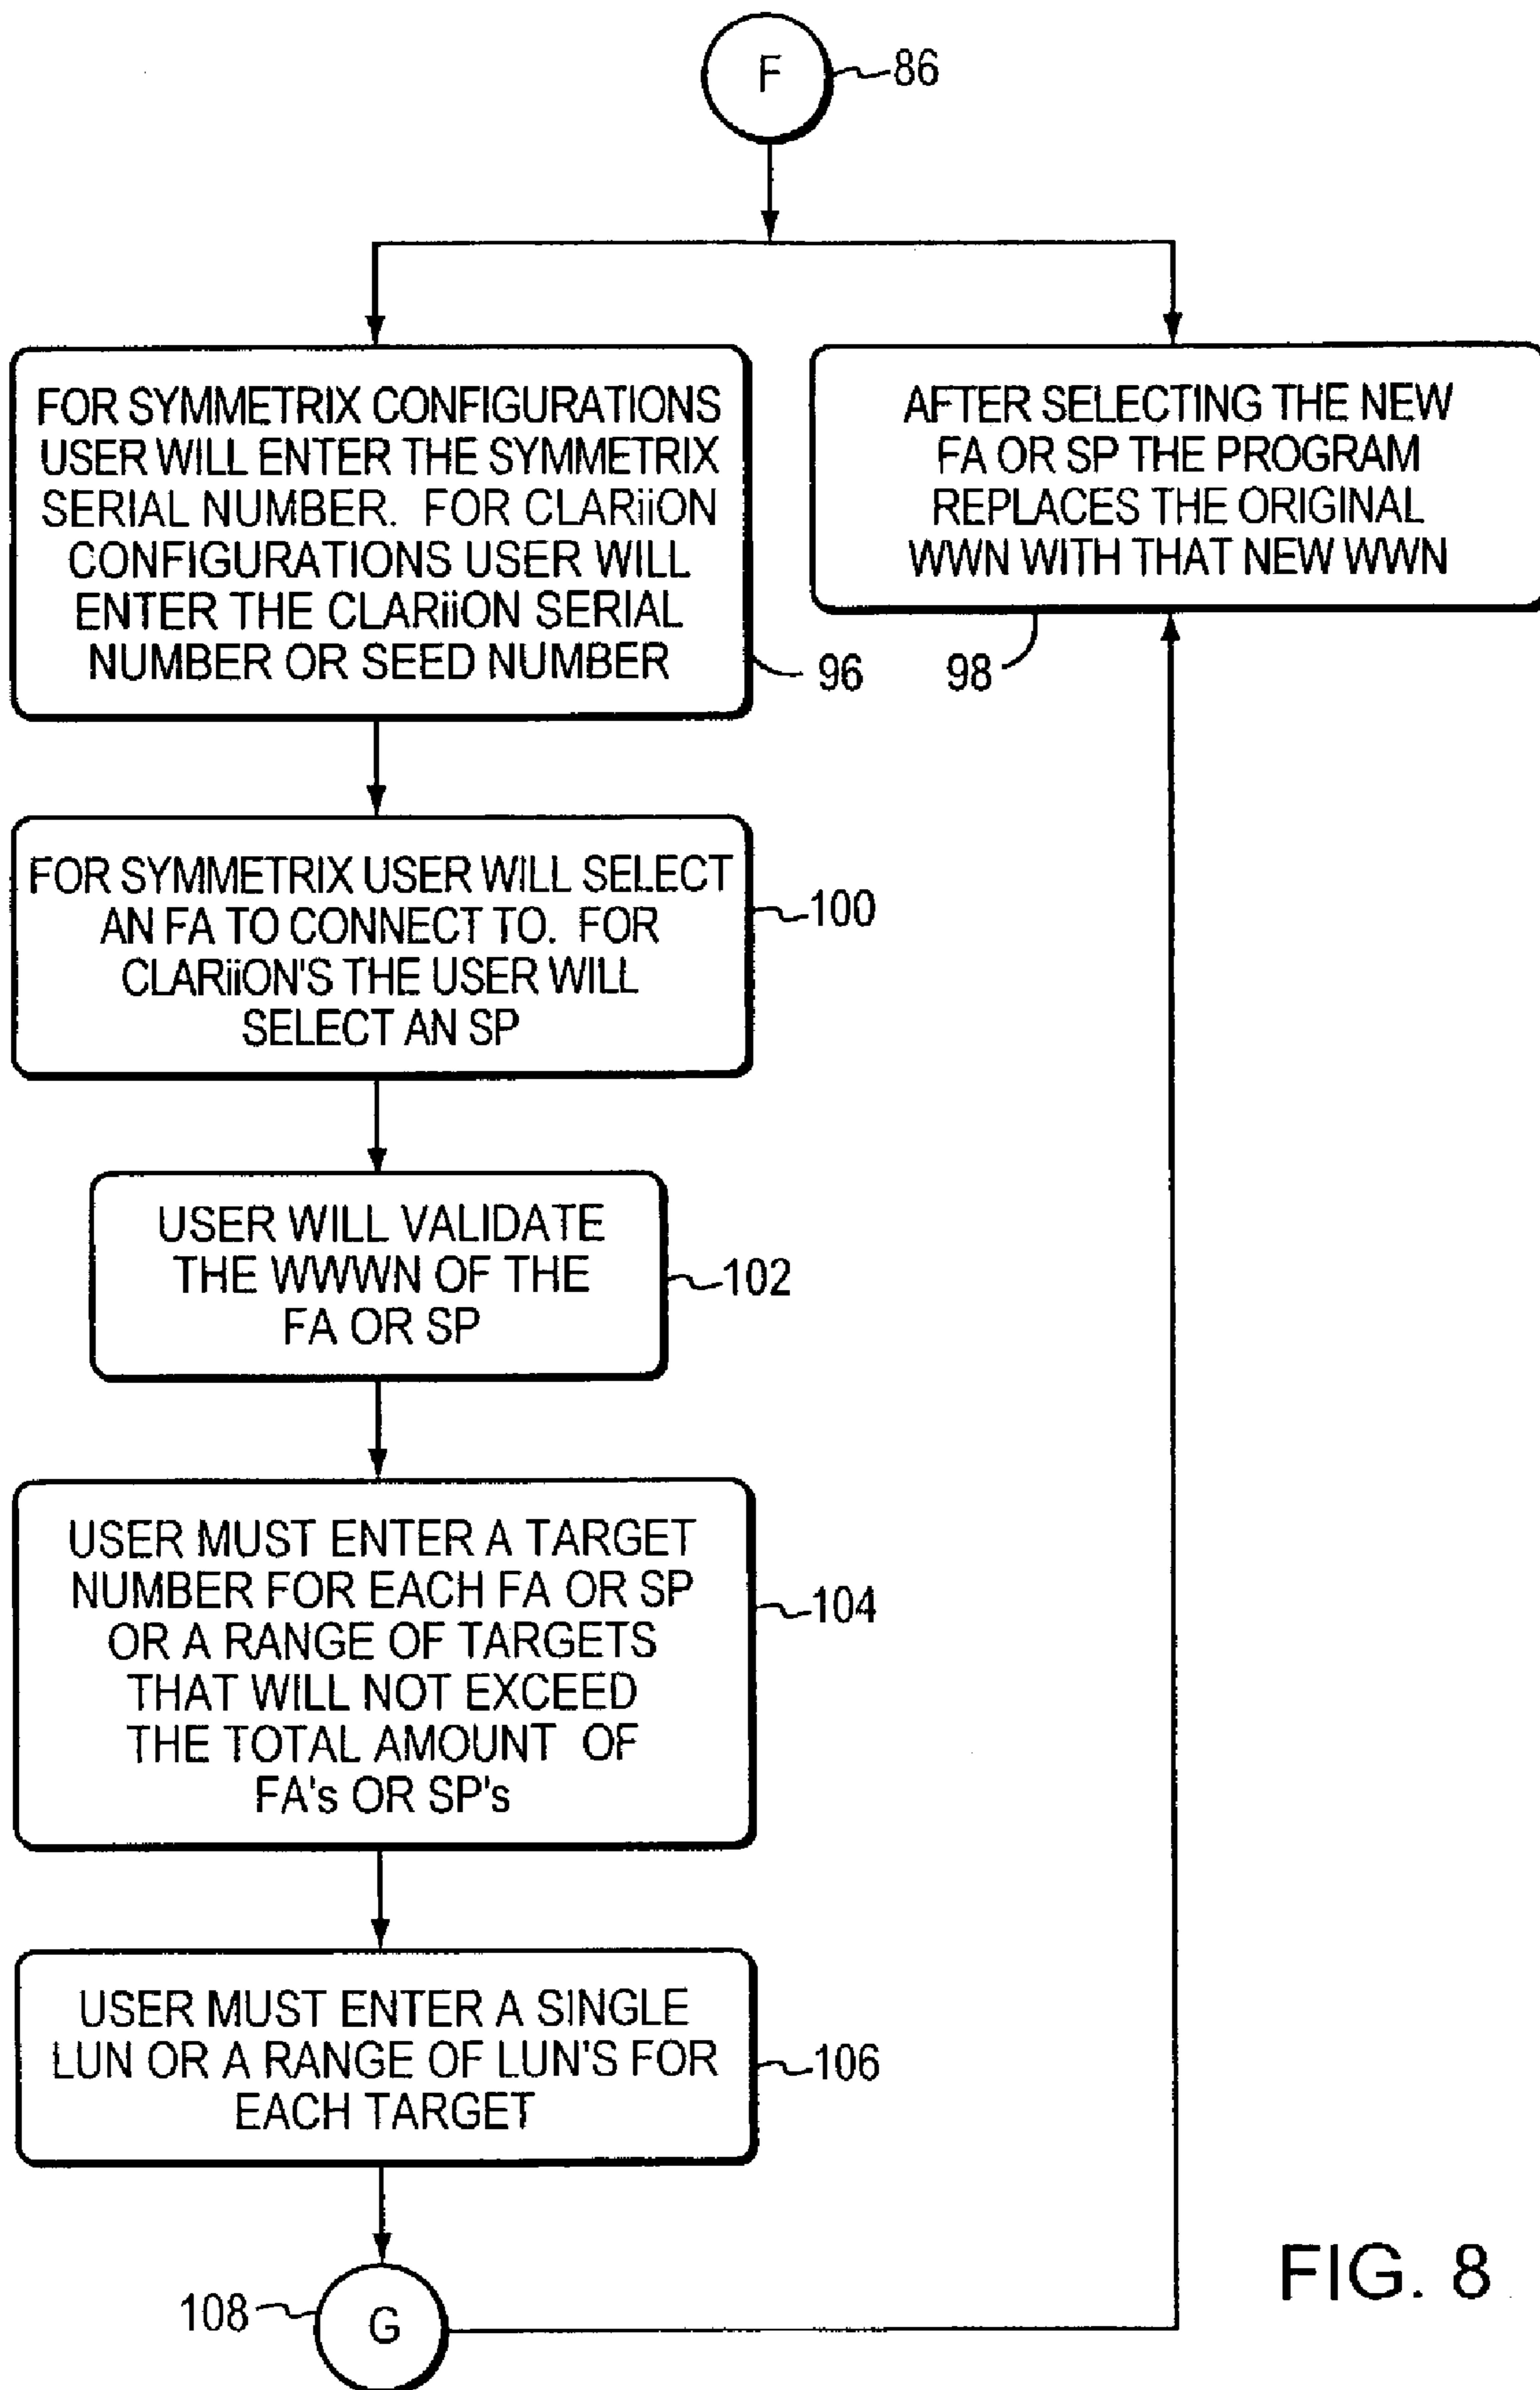 F
86
FOR SYMMETRIX CONFIGURATIONS
USER WILL ENTER THE SYMMETRIX
SERIAL NUMBER. FOR CLARiiON
CONFIGURATIONS USER WILL
ENTER THE CLARiiON SERIAL
NUMBER OR SEED NUMBER
96
AFTER SELECTING THE NEW
FA OR SP THE PROGRAM
REPLACES THE ORIGINAL
WWN WITH THAT NEW WWN
98
FOR SYMMETRIX USER WILL SELECT
AN FA TO CONNECT TO. FOR
CLARiiON'S THE USER WILL
SELECT AN SP
100
USER WILL VALIDATE
THE WWWN OF THE
FA OR SP
102
USER MUST ENTER A TARGET
NUMBER FOR EACH FA OR SP
OR A RANGE OF TARGETS
THAT WILL NOT EXCEED
THE TOTAL AMOUNT OF
FA's OR SP's
104
USER MUST ENTER A SINGLE
LUN OR A RANGE OF LUN'S FOR
EACH TARGET
106
108
G
FIG. 8